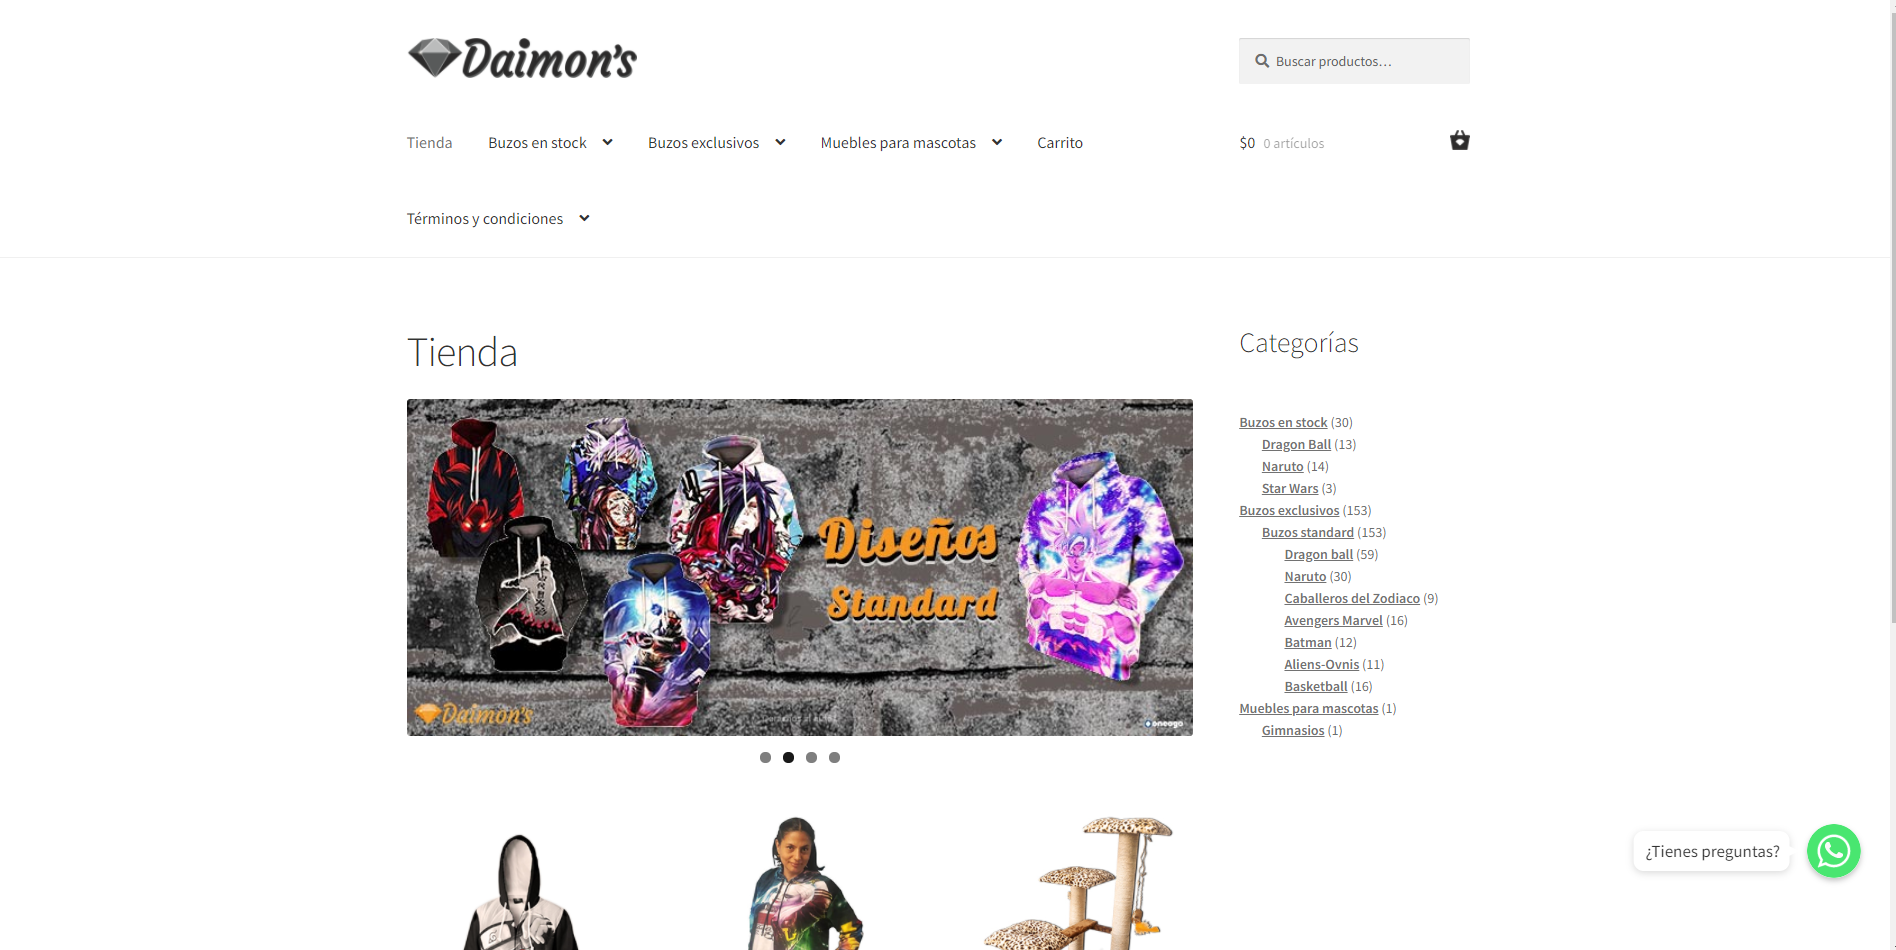 Daimon's
Buscar productos…
Tienda
Buzos en stock
Buzos exclusivos
Muebles para mascotas
Carrito
$0 0 artículos
Términos y condiciones
Tienda
Diseños
Standard
Daimon's
oneago
Categorías
Buzos en stock (30)
Dragon Ball (13)
Naruto (14)
Star Wars (3)
Buzos exclusivos (153)
Buzos standard (153)
Dragon ball (59)
Naruto (30)
Caballeros del Zodiaco (9)
Avengers Marvel (16)
Batman (12)
Aliens-Ovnis (11)
Basketball (16)
Muebles para mascotas (1)
Gimnasios (1)
¿Tienes preguntas?